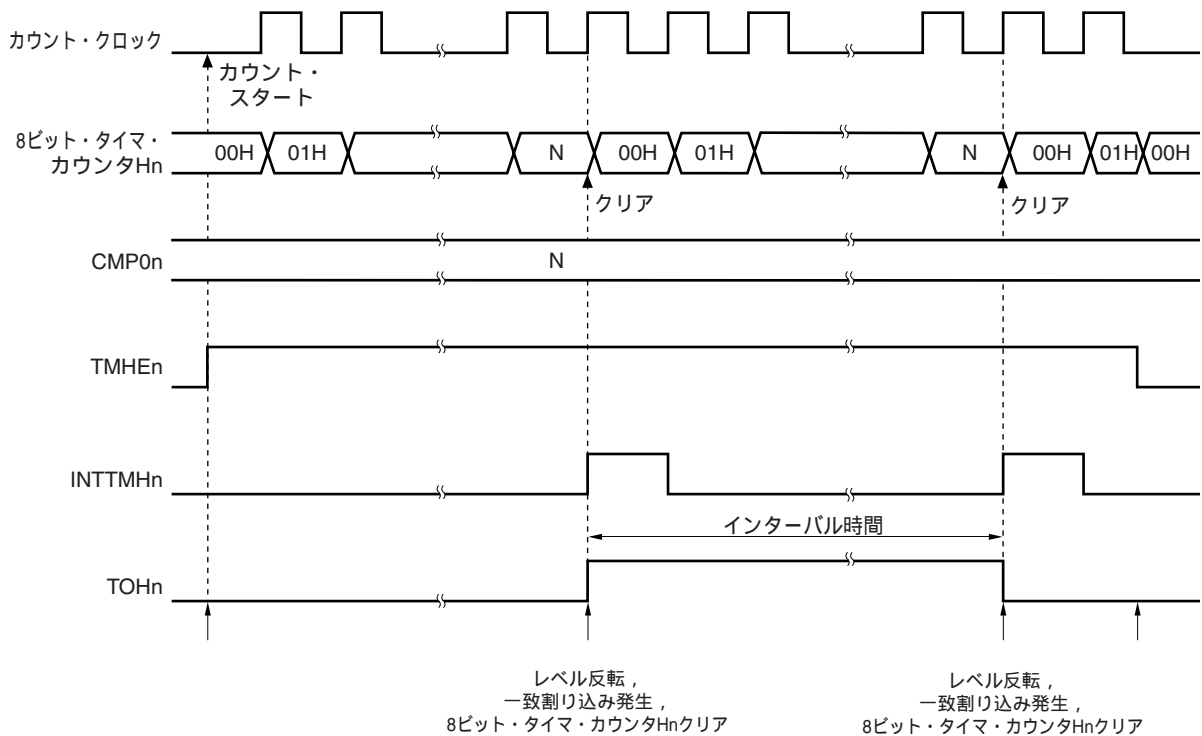 カウント・クロック
カウント・
スタート
8ビット・タイマ・
カウンタHn
00H 01H N 00H 01H N 00H 01H 00H
クリア クリア
CMP0n
N
TMHEn
INTTMHn
インターバル時間
TOHn
レベル反転，
一致割り込み発生，
8ビット・タイマ・カウンタHnクリア
レベル反転，
一致割り込み発生，
8ビット・タイマ・カウンタHnクリア